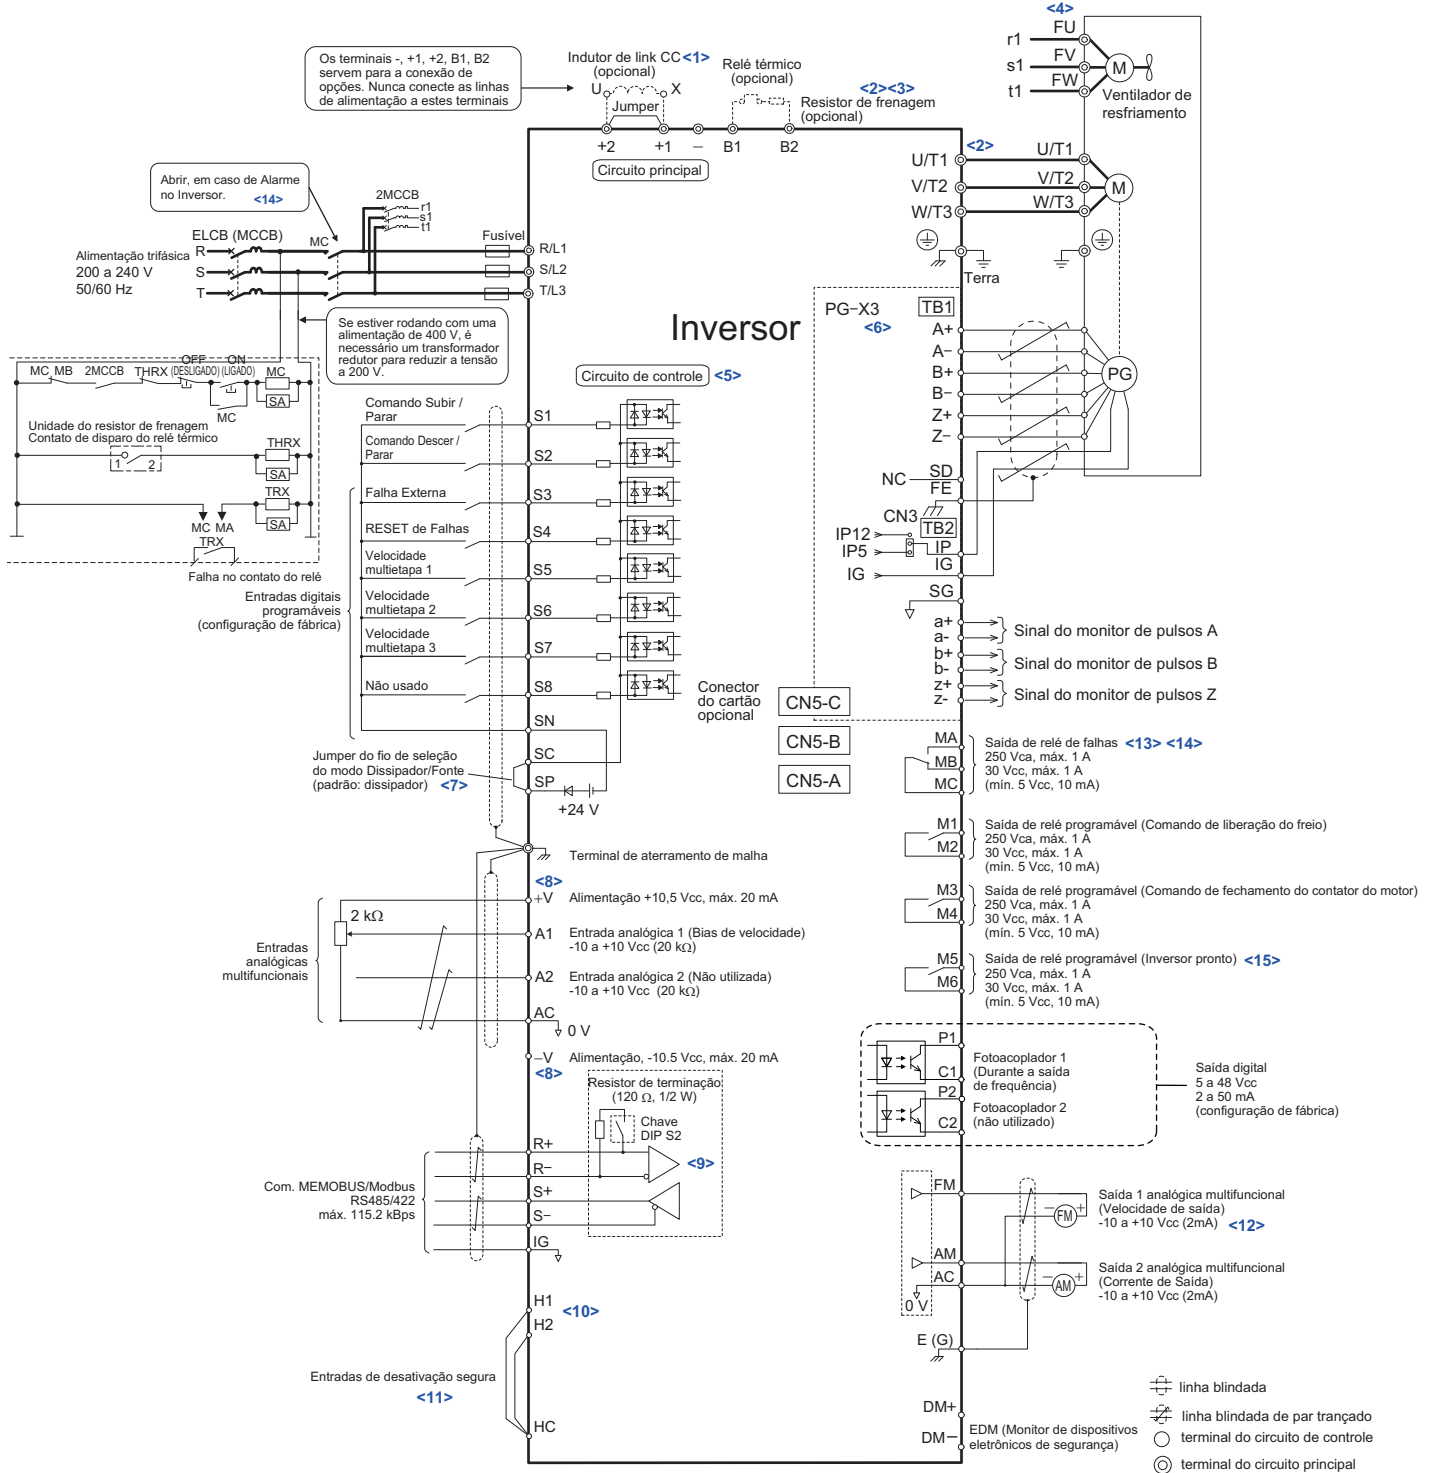 <4>
FU
r1
FV
s1
FW
t1
M
Ventilador de
resfriamento
Os terminais -, +1, +2, B1, B2
servem para a conexão de
opções. Nunca conecte as linhas
de alimentação a estes terminais
Indutor de link CC <1>
(opcional)
U
X
Jumper
Relé térmico
(opcional)
<2><3>
Resistor de frenagem
(opcional)
+2
+1
–
B1
B2
Circuito principal
<2>
U/T1
U/T1
V/T2
V/T2
W/T3
W/T3
M
Terra
Abrir, em caso de Alarme
no Inversor. <14>
2MCCB
r1
s1
t1
ELCB (MCCB)
MC
Fusível
Alimentação trifásica
200 a 240 V
50/60 Hz
R
S
T
R/L1
S/L2
T/L3
Se estiver rodando com uma
alimentação de 400 V, é
necessário um transformador
redutor para reduzir a tensão
a 200 V.
Inversor
MC MB
2MCCB
THRX
OFF
(DESLIGADO)
ON
(LIGADO)
MC
SA
MC
Unidade do resistor de frenagem
Contato de disparo do relé térmico
1
2
THRX
SA
TRX
SA
MC MA
TRX
Falha no contato do relé
Circuito de controle <5>
Comando Subir /
Parar
S1
Comando Descer /
Parar
S2
Falha Externa
S3
RESET de Falhas
S4
Velocidade
multietapa 1
S5
Velocidade
multietapa 2
S6
Velocidade
multietapa 3
S7
Não usado
S8
Entradas digitais
programáveis
(configuração de fábrica)
SN
SC
SP
+24 V
Jumper do fio de seleção
do modo Dissipador/Fonte
(padrão: dissipador) <7>
PG–X3
<6>
TB1
A+
A–
B+
B–
Z+
Z–
PG
NC
SD
FE
CN3
TB2
IP12
IP5
IP
IG
IG
SG
a+
a-
Sinal do monitor de pulsos A
b+
b-
Sinal do monitor de pulsos B
z+
z-
Sinal do monitor de pulsos Z
Conector
do cartão
opcional
CN5-C
CN5-B
CN5-A
MA
MB
MC
Saída de relé de falhas <13> <14>
250 Vca, máx. 1 A
30 Vcc, máx. 1 A
(mín. 5 Vcc, 10 mA)
M1
M2
Saída de relé programável (Comando de liberação do freio)
250 Vca, máx. 1 A
30 Vcc, máx. 1 A
(mín. 5 Vcc, 10 mA)
M3
M4
Saída de relé programável (Comando de fechamento do contator do motor)
250 Vca, máx. 1 A
30 Vcc, máx. 1 A
(mín. 5 Vcc, 10 mA)
M5
M6
Saída de relé programável (Inversor pronto) <15>
250 Vca, máx. 1 A
30 Vcc, máx. 1 A
(mín. 5 Vcc, 10 mA)
Terminal de aterramento de malha
<8>
+V
Alimentação +10,5 Vcc, máx. 20 mA
2 kΩ
A1
Entrada analógica 1 (Bias de velocidade)
-10 a +10 Vcc (20 kΩ)
Entradas
analógicas
multifuncionais
A2
Entrada analógica 2 (Não utilizada)
-10 a +10 Vcc (20 kΩ)
AC
0 V
–V
Alimentação, -10.5 Vcc, máx. 20 mA
<8>
Resistor de terminação
(120 Ω, 1/2 W)
Chave
DIP S2
R+
R–
S+
S–
IG
<9>
Com. MEMOBUS/Modbus
RS485/422
máx. 115.2 kBps
P1
C1
P2
C2
Fotoacoplador 1
(Durante a saída
de frequência)
Fotoacoplador 2
(não utilizado)
Saída digital
5 a 48 Vcc
2 a 50 mA
(configuração de fábrica)
FM
FM
–
+
Saída 1 analógica multifuncional
(Velocidade de saída)
-10 a +10 Vcc (2mA) <12>
AM
AC
AM
–
+
0 V
Saída 2 analógica multifuncional
(Corrente de Saída)
-10 a +10 Vcc (2mA)
E (G)
H1
<10>
H2
HC
Entradas de desativação segura
<11>
DM+
DM–
EDM (Monitor de dispositivos
eletrônicos de segurança)
linha blindada
linha blindada de par trançado
terminal do circuito de controle
terminal do circuito principal